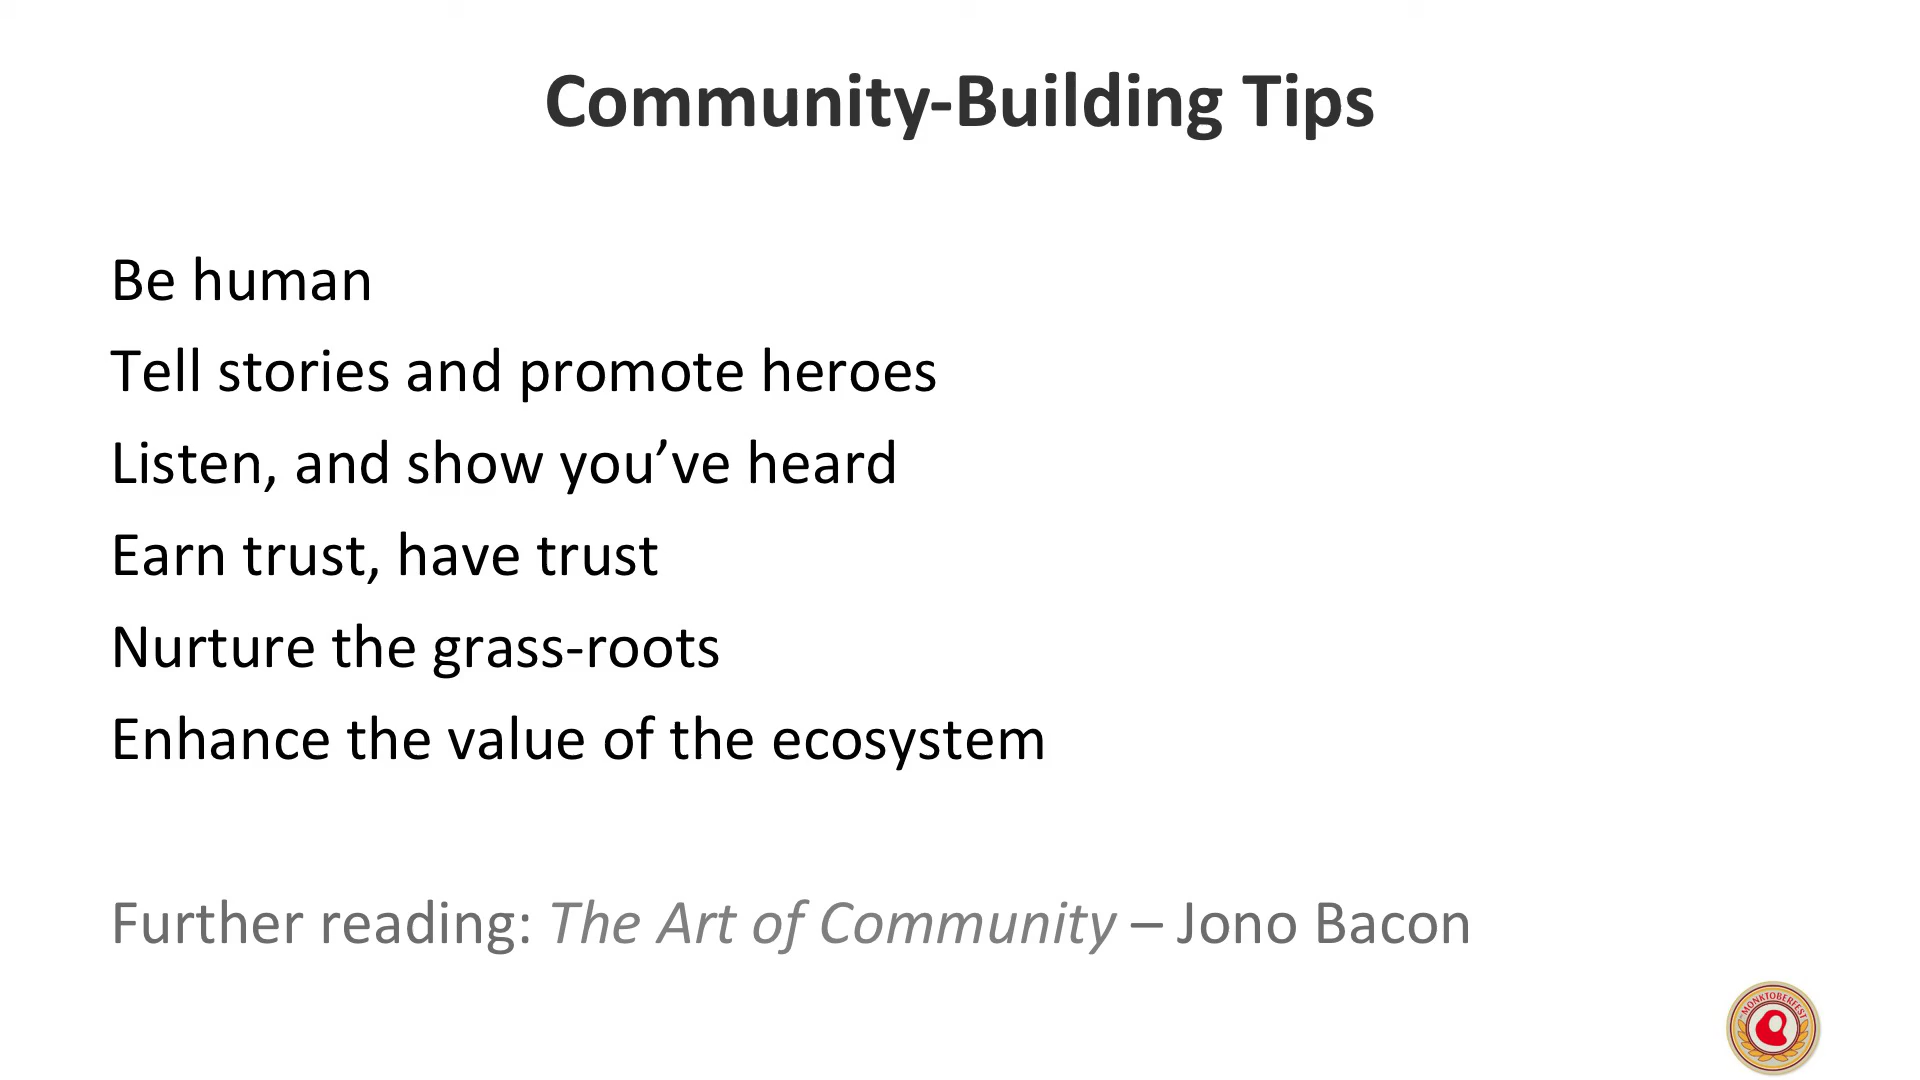 Community-Building Tips
Be human
Tell stories and promote heroes
Listen, and show you’ve heard
Earn trust, have trust
Nurture the grass-roots
Enhance the value of the ecosystem
Further reading: The Art of Community – Jono Bacon
MONKTOBERFEST